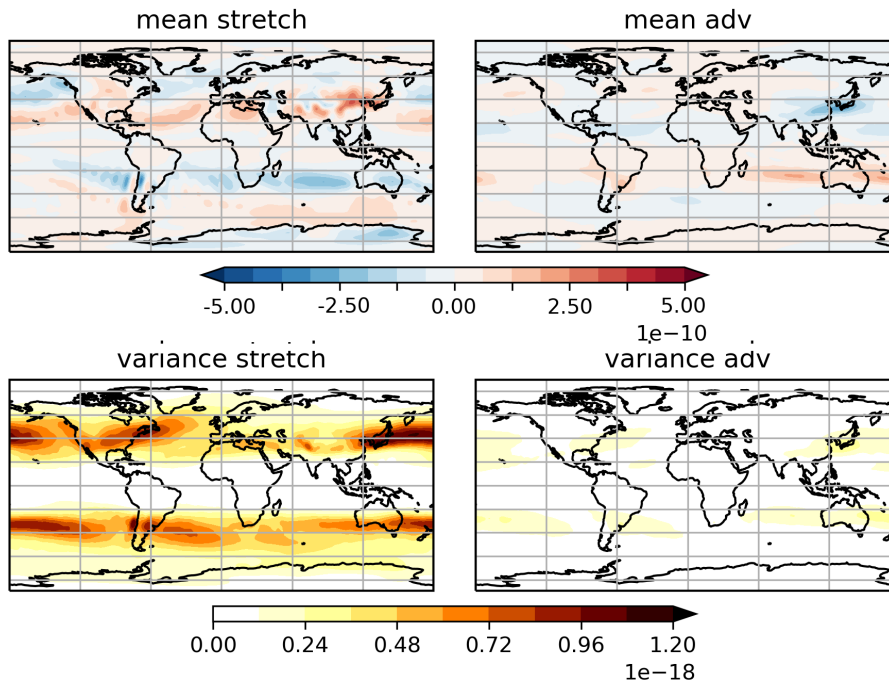 mean stretch
mean adv
-5.00 -2.50 0.00 2.50 5.00
1e−10
variance stretch
variance adv
0.00 0.24 0.48 0.72 0.96 1.20
1e−18